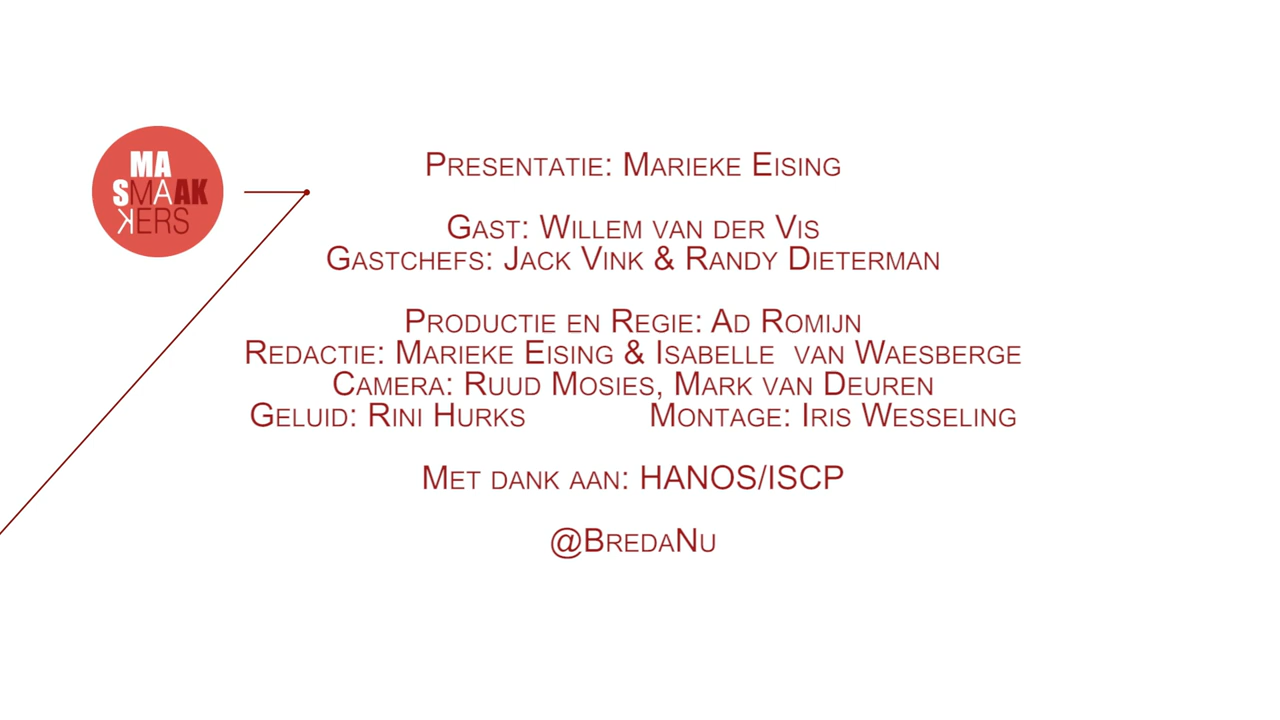 MA
SMAAK
KERS
PRESENTATIE: MARIEKE EISING
GAST: WILLEM VAN DER VIS
GASTCHEFS: JACK VINK & RANDY DIETERMAN
PRODUCTIE EN REGIE: AD ROMIJN
REDACTIE: MARIEKE EISING & ISABELLE VAN WAESBERGE
CAMERA: RUUD MOSIES, MARK VAN DEUREN
GELUID: RINI HURKS MONTAGE: IRIS WESSELING
MET DANK AAN: HANOS/ISCP
@BREDANU